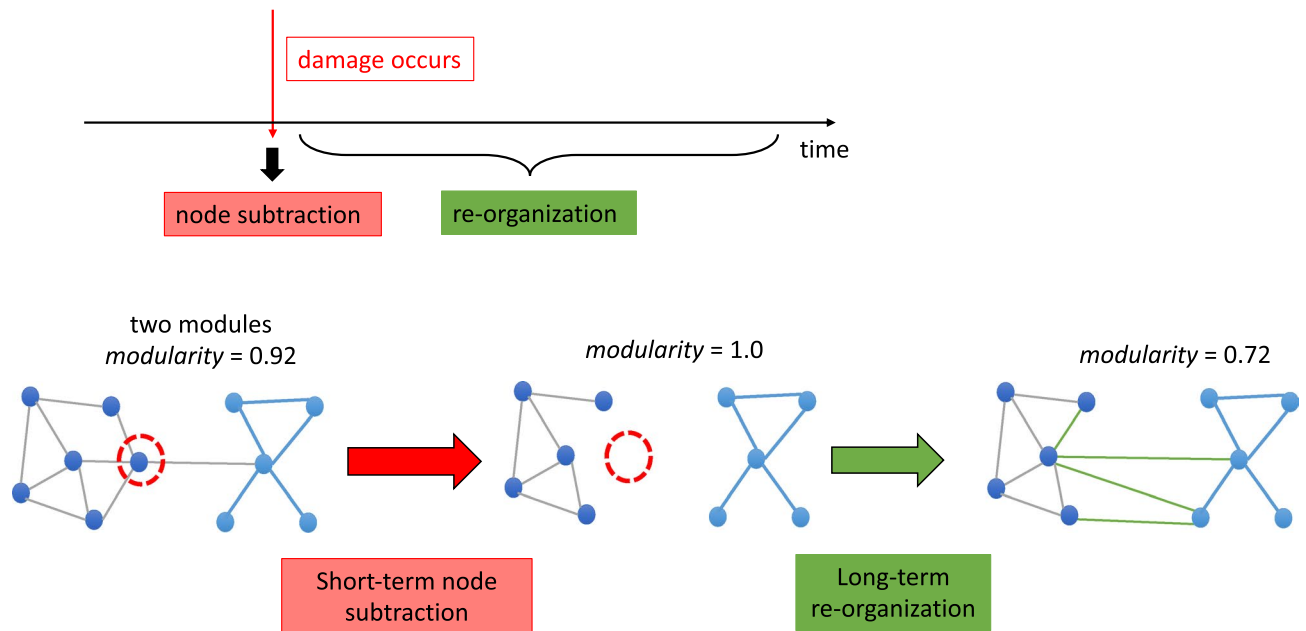 damage occurs
time
node subtraction
re-organization
two modules
modularity = 0.92
modularity = 1.0
modularity = 0.72
Short-term node
subtraction
Long-term
re-organization